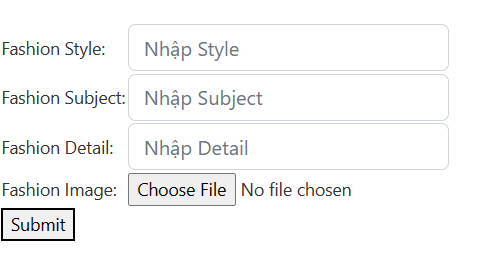 Fashion Style: Nhập Style
Fashion Subject: Nhập Subject
Fashion Detail: Nhập Detail
Fashion Image: Choose File No file chosen
Submit